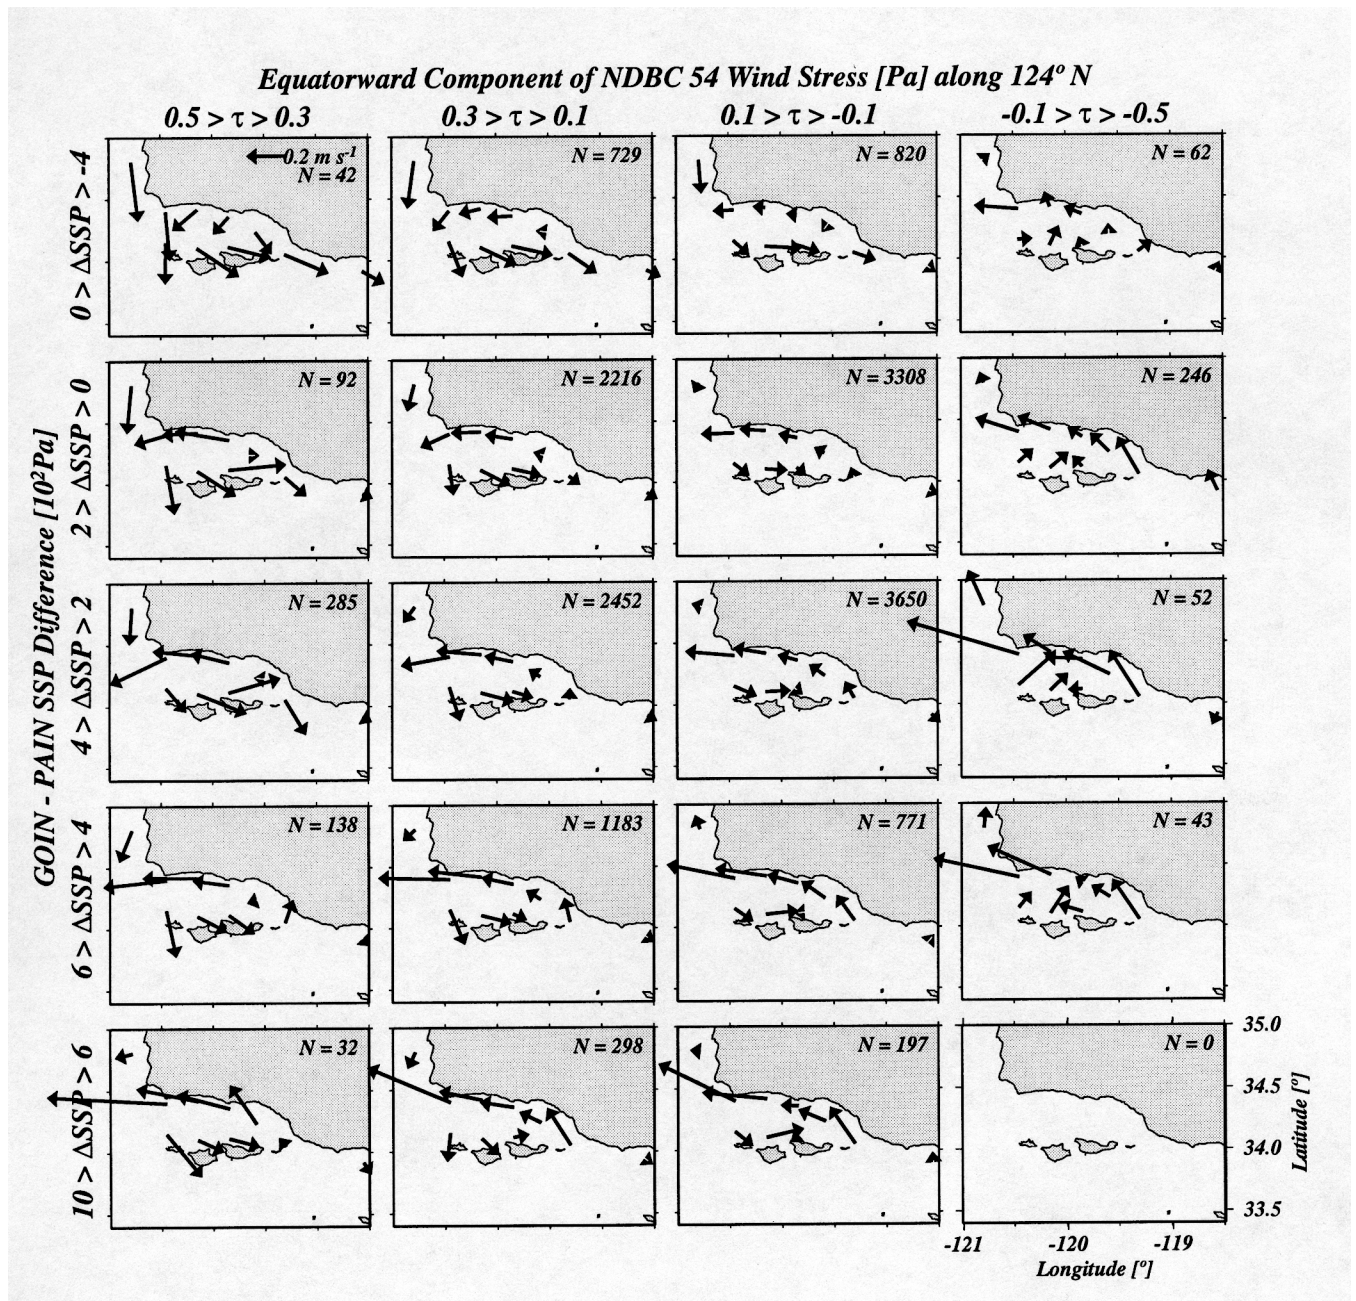 Equatorward Component of NDBC 54 Wind Stress [Pa] along 124º N
0.5 > τ > 0.3
0.3 > τ > 0.1
0.1 > τ > -0.1
-0.1 > τ > -0.5
GOIN - PAIN SSP Difference [10²Pa]
0 > ΔSSP > -4
0.2 m s⁻¹
N = 42
N = 729
N = 820
N = 62
2 > ΔSSP > 0
N = 92
N = 2216
N = 3308
N = 246
4 > ΔSSP > 2
N = 285
N = 2452
N = 3650
N = 52
6 > ΔSSP > 4
N = 138
N = 1183
N = 771
N = 43
10 > ΔSSP > 6
N = 32
N = 298
N = 197
N = 0
35.0
34.5
34.0
33.5
Latitude [º]
-121
-120
-119
Longitude [º]